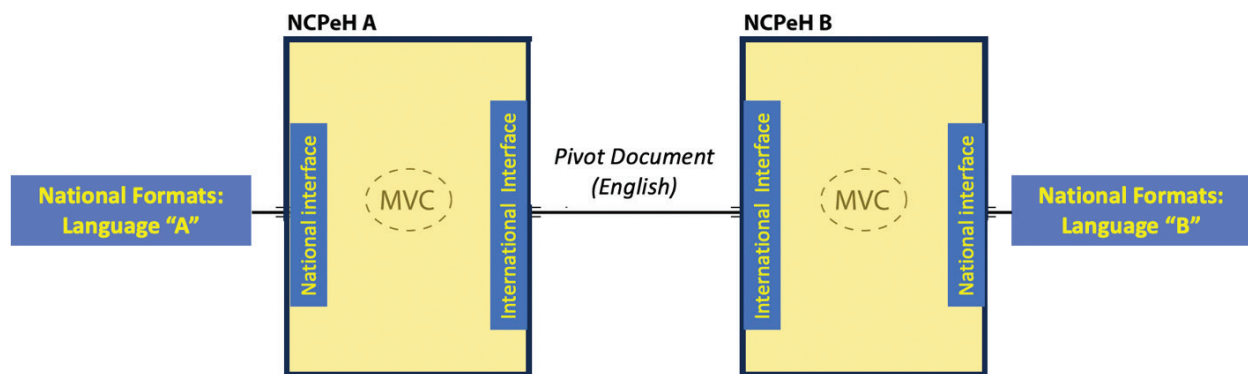 NCPeH A
NCPeH B
National Formats:
Language “A”
National interface
MVC
International Interface
Pivot Document
(English)
International Interface
MVC
National interface
National Formats:
Language “B”